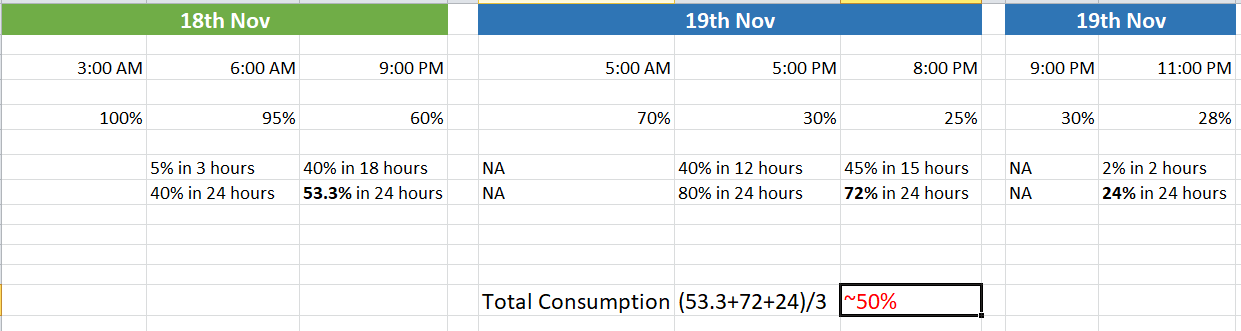 18th Nov 19th Nov 19th Nov
3:00 AM 6:00 AM 9:00 PM 5:00 AM 5:00 PM 8:00 PM 9:00 PM 11:00 PM
100% 95% 60% 70% 30% 25% 30% 28%
5% in 3 hours 40% in 18 hours NA 40% in 12 hours 45% in 15 hours NA 2% in 2 hours
40% in 24 hours 53.3% in 24 hours NA 80% in 24 hours 72% in 24 hours NA 24% in 24 hours
Total Consumption (53.3+72+24)/3 ~50%